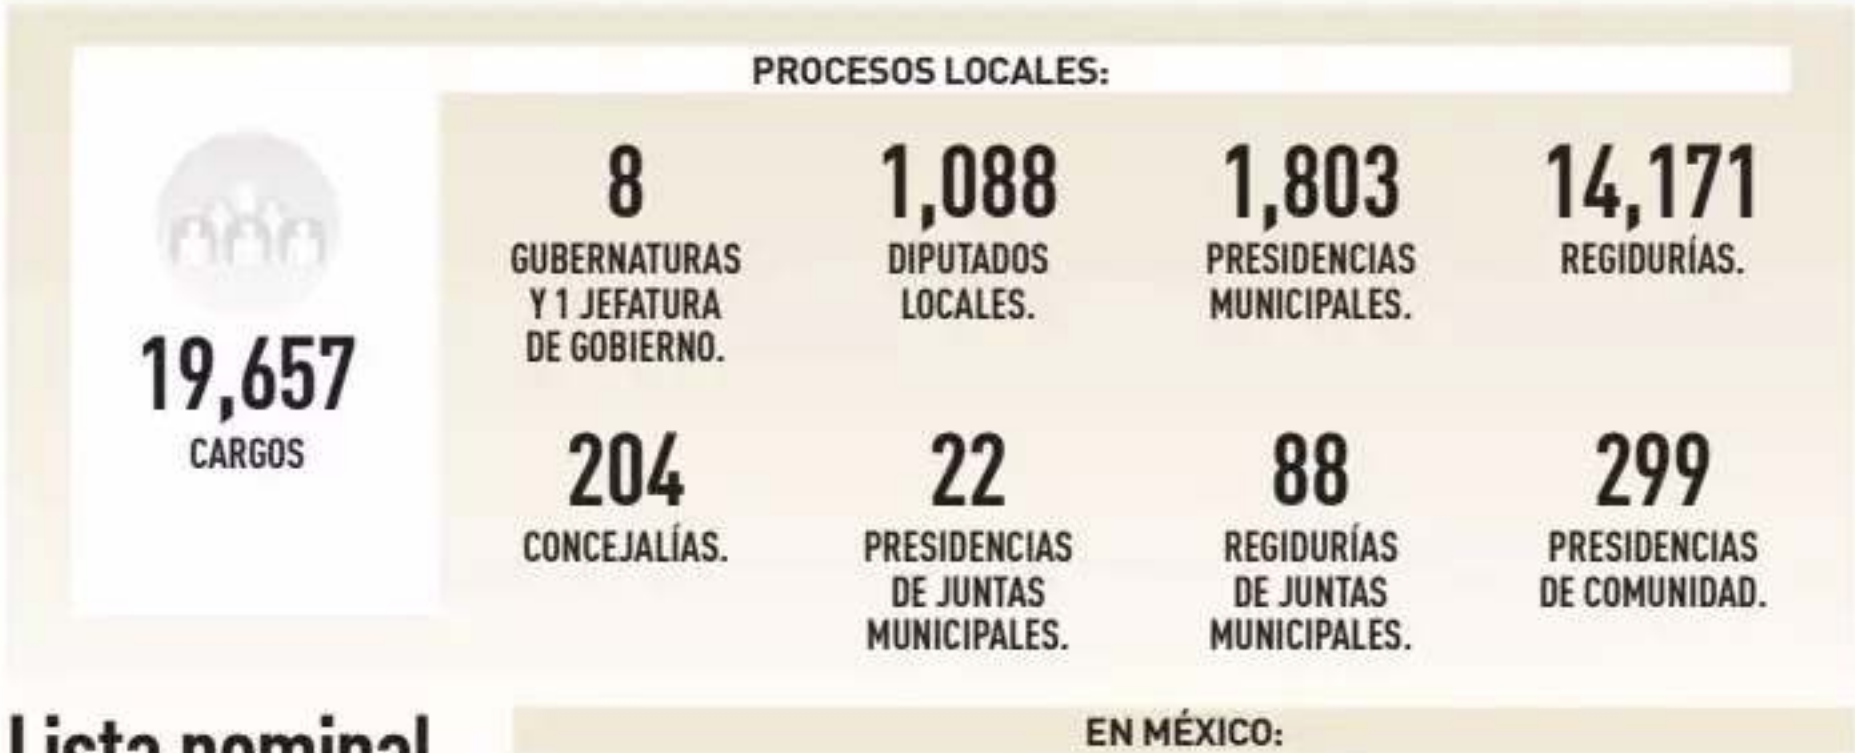 PROCESOS LOCALES:
19,657
CARGOS
8
GUBERNATURAS
Y 1 JEFATURA
DE GOBIERNO.
1,088
DIPUTADOS
LOCALES.
1,803
PRESIDENCIAS
MUNICIPALES.
14,171
REGIDURÍAS.
204
CONCEJALÍAS.
22
PRESIDENCIAS
DE JUNTAS
MUNICIPALES.
88
REGIDURÍAS
DE JUNTAS
MUNICIPALES.
299
PRESIDENCIAS
DE COMUNIDAD.
Lista nominal
EN MÉXICO: